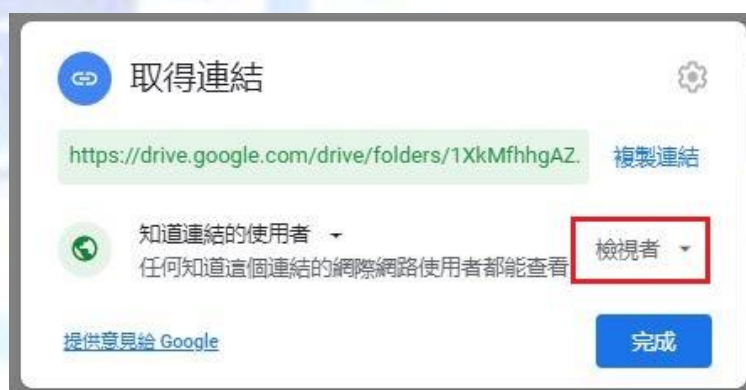 取得連結
https://drive.google.com/drive/folders/1XkMfhhgAZ.
複製連結
知道連結的使用者
任何知道這個連結的網際網路使用者都能查看
檢視者
提供意見給 Google
完成